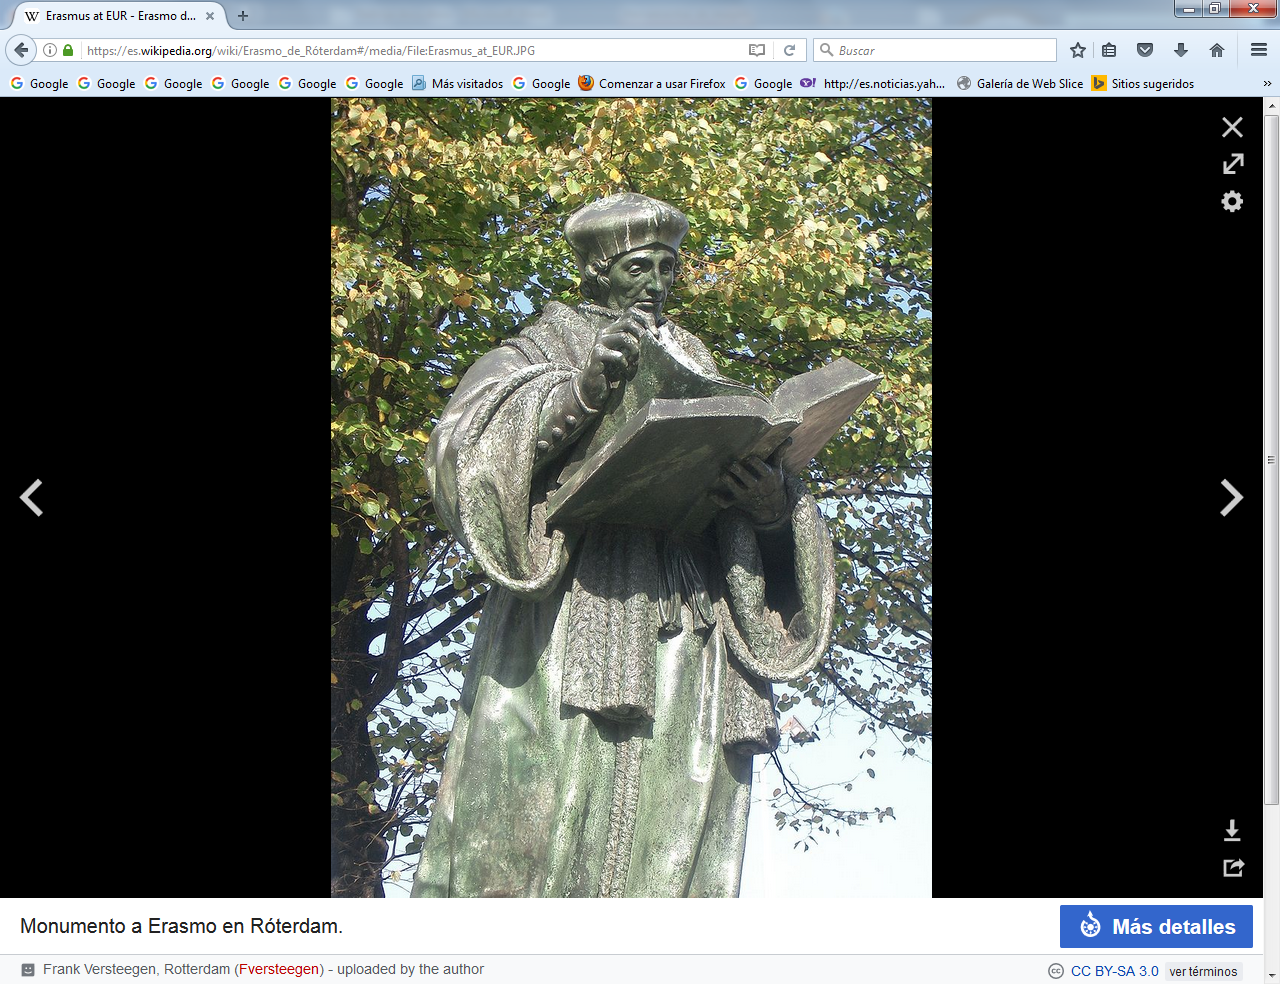 Erasmus at EUR - Erasmo d...
https://es.wikipedia.org/wiki/Erasmo_de_Róterdam#/media/File:Erasmus_at_EUR.JPG
Buscar
Google Google Google Google Google Google Más visitados Google Comenzar a usar Firefox Google http://es.noticias.yah... Galería de Web Slice Sitios sugeridos
Monumento a Erasmo en Róterdam.
Más detalles
Frank Versteegen, Rotterdam (Fversteegen) - uploaded by the author
CC BY-SA 3.0 ver términos